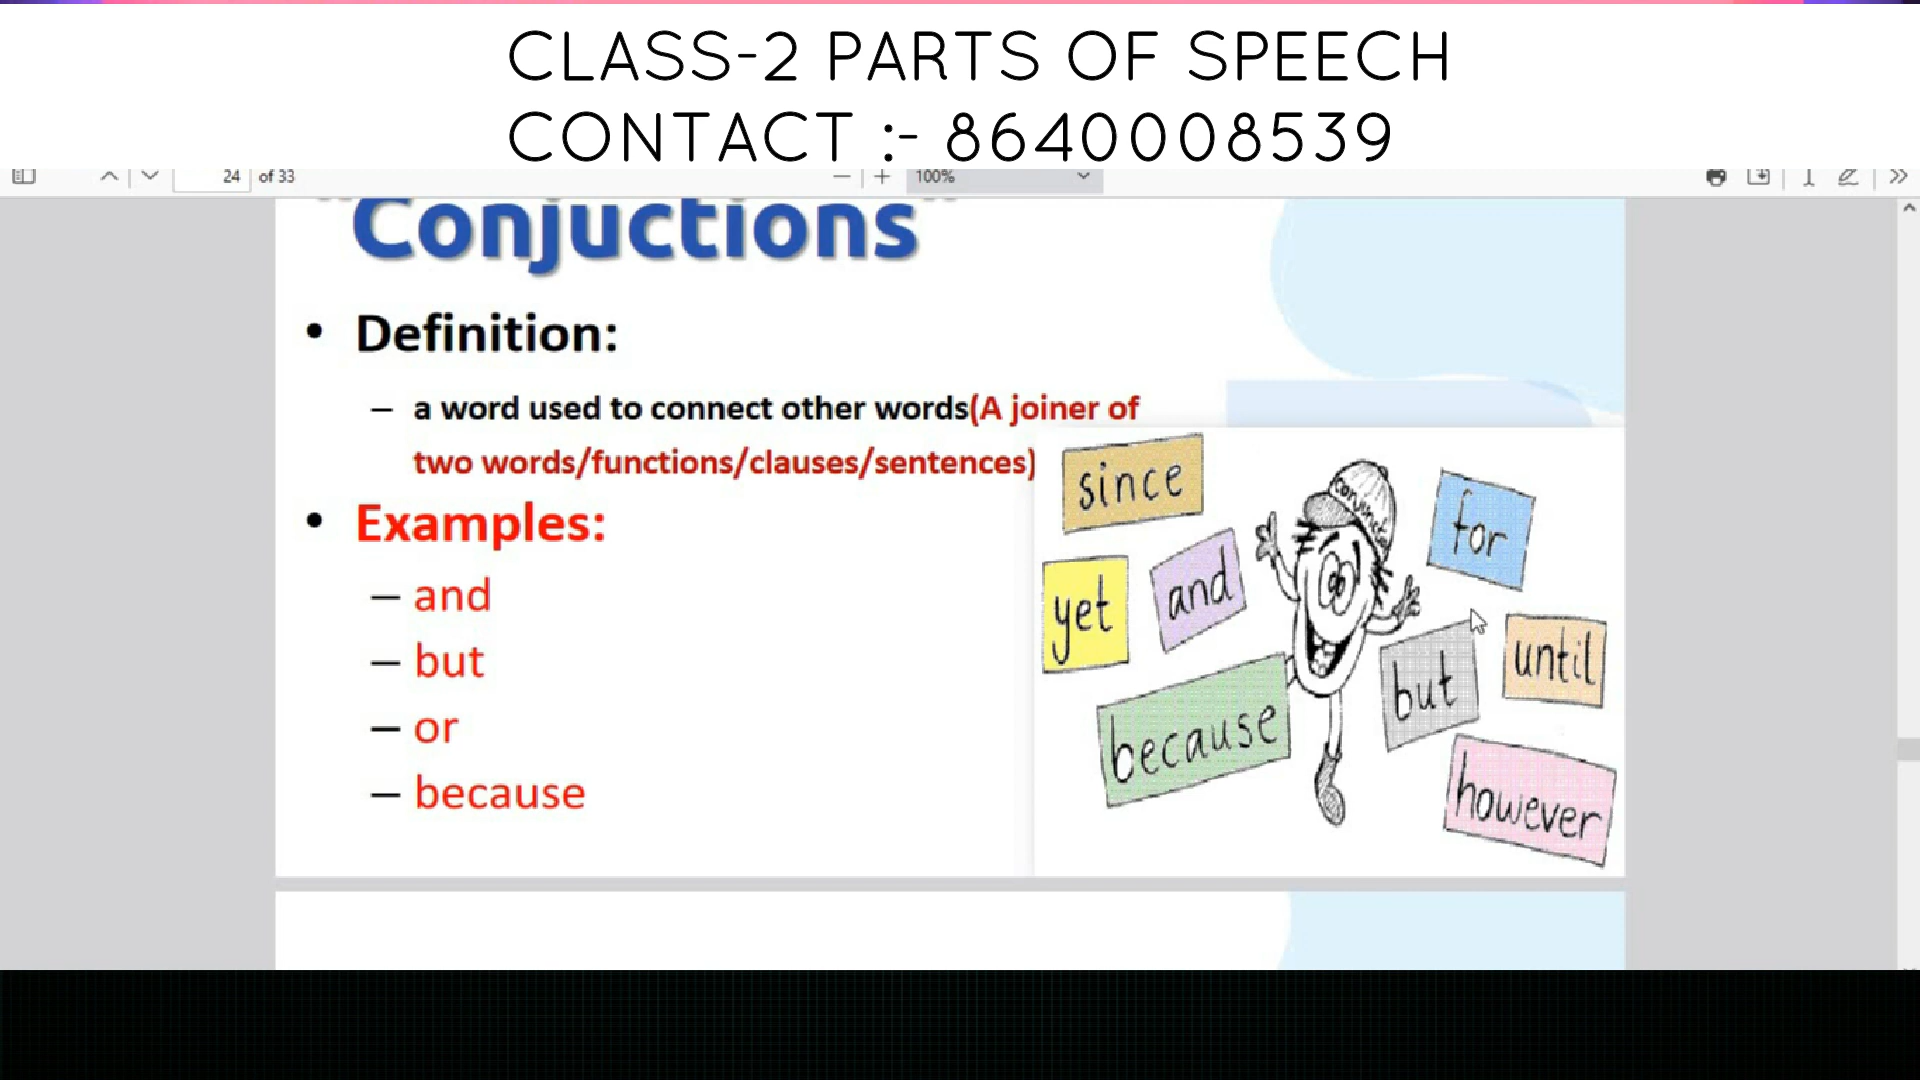 CLASS-2 PARTS OF SPEECH
CONTACT :- 8640008539
24 of 33
100%
"Conjuctions"
• Definition:
– a word used to connect other words(A joiner of
two words/functions/clauses/sentences)
• Examples:
– and
– but
– or
– because
since
for
yet
and
but
until
because
however